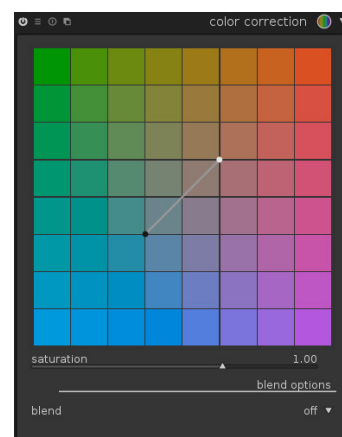 color correction
saturation 1.00
blend options
blend off